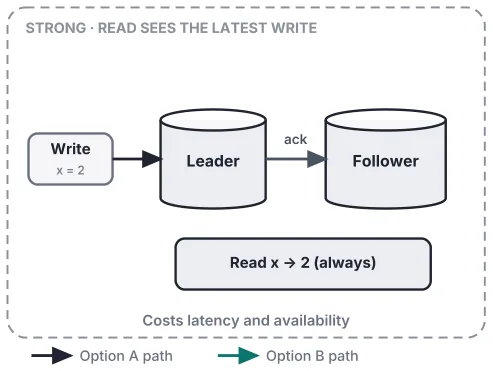 STRONG · READ SEES THE LATEST WRITE
Write
x = 2
Leader
ack
Follower
Read x → 2 (always)
Costs latency and availability
Option A path
Option B path